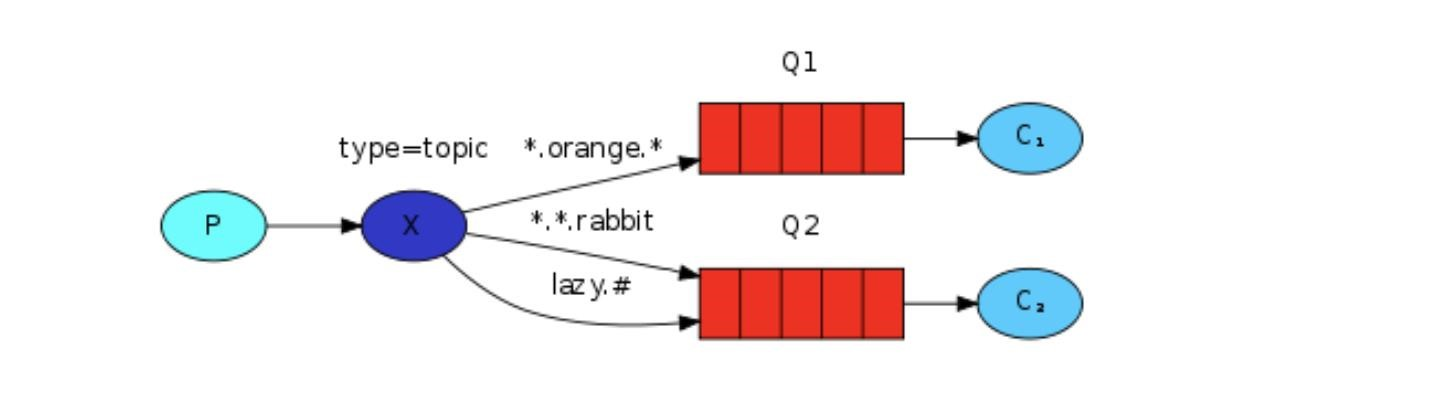 Q1
type=topic
*.orange.*
C₁
P
X
*.*.rabbit
Q2
lazy.#
C₂